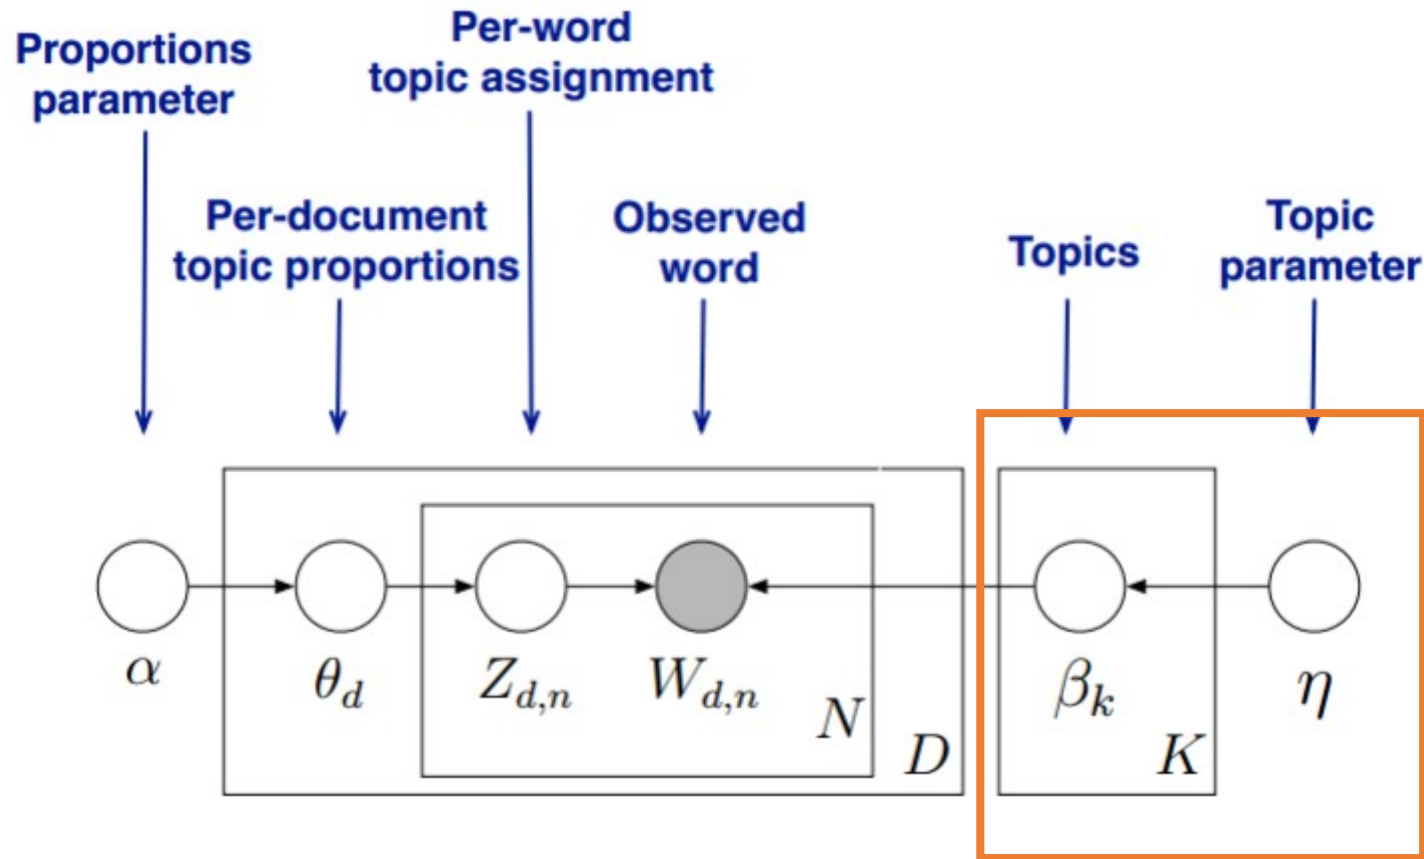 Proportions
parameter
Per-word
topic assignment
Per-document
topic proportions
Observed
word
Topics
Topic
parameter
α
θ_d
Z_{d,n}
W_{d,n}
N
D
β_k
K
η